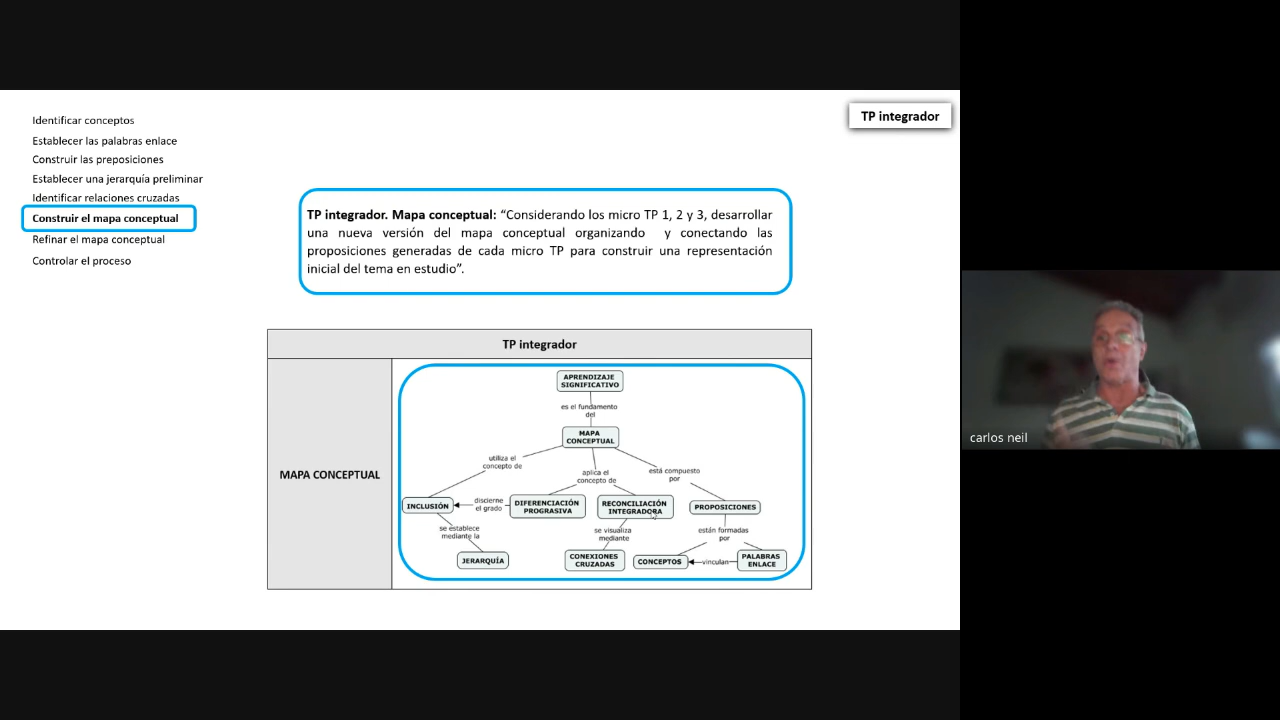 TP integrador
Identificar conceptos
Establecer las palabras enlace
Construir las preposiciones
Establecer una jerarquía preliminar
Identificar relaciones cruzadas
Construir el mapa conceptual
Refinar el mapa conceptual
Controlar el proceso
TP integrador. Mapa conceptual: “Considerando los micro TP 1, 2 y 3, desarrollar
una nueva versión del mapa conceptual organizando y conectando las
proposiciones generadas de cada micro TP para construir una representación
inicial del tema en estudio”.
TP integrador
MAPA CONCEPTUAL
APRENDIZAJE
SIGNIFICATIVO
es el fundamento
del
MAPA
CONCEPTUAL
utiliza el
concepto de
aplica el
concepto de
está compuesto
por
INCLUSIÓN
discierne
el grado
DIFERENCIACIÓN
PROGRASIVA
RECONCILIACIÓN
INTEGRADORA
PROPOSICIONES
se establece
mediante la
se visualiza
mediante
están formadas
por
JERARQUÍA
CONEXIONES
CRUZADAS
CONCEPTOS
vinculan
PALABRAS
ENLACE
carlos neil